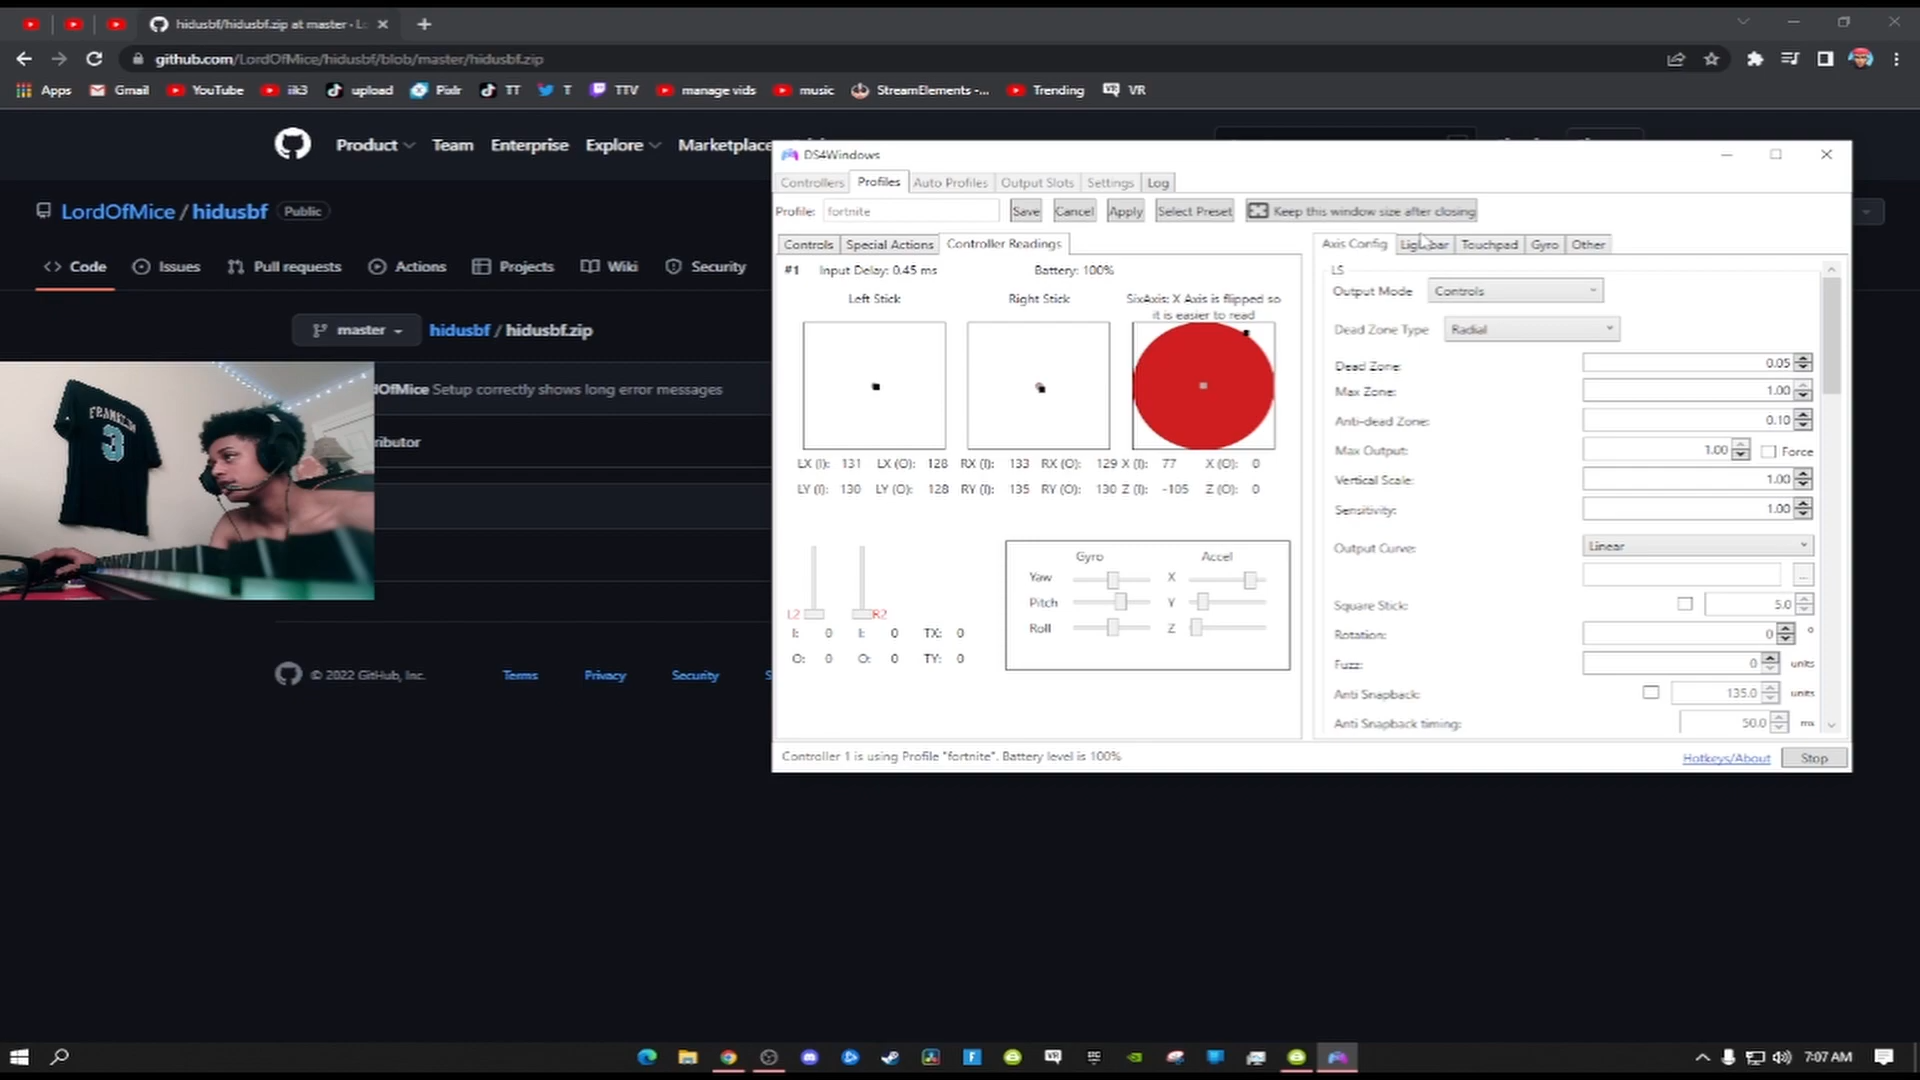 hidusbf/hidusbf.zip at master · L
github.com/LordOfMice/hidusbf/blob/master/hidusbf.zip
Apps Gmail YouTube iik3 upload Pixlr TT T TTV manage vids music StreamElements -... Trending VR
Product Team Enterprise Explore Marketplace
LordOfMice / hidusbf Public
Code Issues Pull requests Actions Projects Wiki Security
master hidusbf / hidusbf.zip
dOfMice Setup correctly shows long error messages
ributor
FRANKLIN
3
© 2022 GitHub, Inc. Terms Privacy Security S
DS4Windows
Controllers Profiles Auto Profiles Output Slots Settings Log
Profile: fortnite Save Cancel Apply Select Preset Keep this window size after closing
Controls Special Actions Controller Readings
#1 Input Delay: 0.45 ms Battery: 100%
Left Stick Right Stick SixAxis: X Axis is flipped so
it is easier to read
LX (I): 131 LX (O): 128 RX (I): 133 RX (O): 129 X (I): 77 X (O): 0
LY (I): 130 LY (O): 128 RY (I): 135 RY (O): 130 Z (I): -105 Z (O): 0
Gyro Accel
Yaw X
Pitch Y
Roll Z
L2 R2
I: 0 I: 0 TX: 0
O: 0 O: 0 TY: 0
Axis Config Lightbar Touchpad Gyro Other
LS
Output Mode Controls
Dead Zone Type Radial
Dead Zone: 0.05
Max Zone: 1.00
Anti-dead Zone: 0.10
Max Output: 1.00 Force
Vertical Scale: 1.00
Sensitivity: 1.00
Output Curve: Linear
...
Square Stick: 5.0
Rotation: 0 °
Fuzz: 0 units
Anti Snapback: 135.0 units
Anti Snapback timing: 50.0 ms
Controller 1 is using Profile "fortnite". Battery level is 100%
Hotkeys/About Stop
7:07 AM